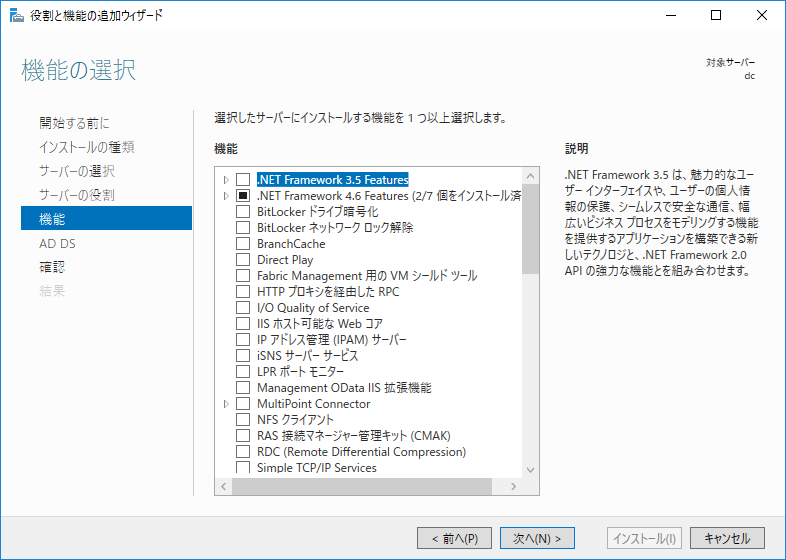 役割と機能の追加ウィザード
機能の選択
対象サーバー
dc
開始する前に
インストールの種類
サーバーの選択
サーバーの役割
機能
AD DS
確認
結果
選択したサーバーにインストールする機能を 1 つ以上選択します。
機能
.NET Framework 3.5 Features
.NET Framework 4.6 Features (2/7 個をインストール済
BitLocker ドライブ暗号化
BitLocker ネットワーク ロック解除
BranchCache
Direct Play
Fabric Management 用の VM シールド ツール
HTTP プロキシを経由した RPC
I/O Quality of Service
IIS ホスト可能な Web コア
IP アドレス管理 (IPAM) サーバー
iSNS サーバー サービス
LPR ポート モニター
Management OData IIS 拡張機能
MultiPoint Connector
NFS クライアント
RAS 接続マネージャー管理キット (CMAK)
RDC (Remote Differential Compression)
Simple TCP/IP Services
説明
.NET Framework 3.5 は、魅力的なユー
ザー インターフェイスや、ユーザーの個人情
報の保護、シームレスで安全な通信、幅
広いビジネス プロセスをモデリングする機能
を提供するアプリケーションを構築できる新
しいテクノロジと、.NET Framework 2.0
API の強力な機能とを組み合わせます。
< 前へ(P)
次へ(N) >
インストール(I)
キャンセル